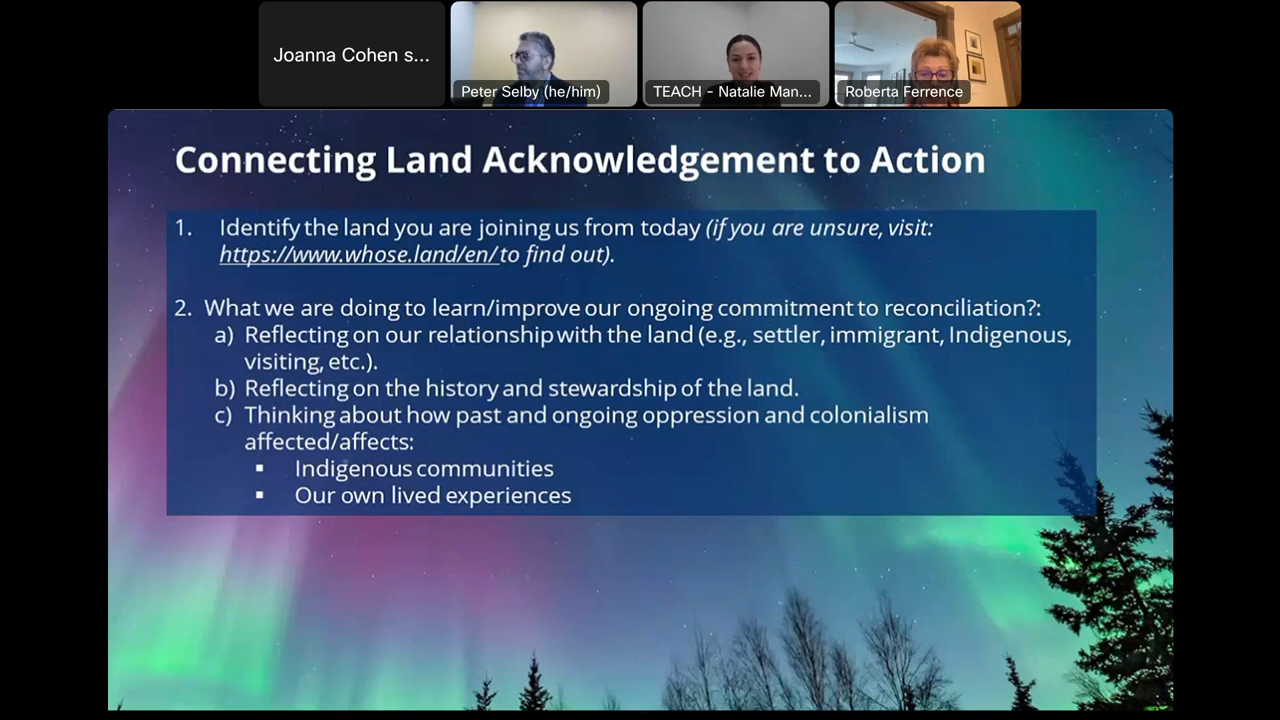 Joanna Cohen s...
Peter Selby (he/him)
TEACH - Natalie Man...
Roberta Ferrence
Connecting Land Acknowledgement to Action
1. Identify the land you are joining us from today (if you are unsure, visit:
https://www.whose.land/en/ to find out).
2. What we are doing to learn/improve our ongoing commitment to reconciliation?:
a) Reflecting on our relationship with the land (e.g., settler, immigrant, Indigenous,
visiting, etc.).
b) Reflecting on the history and stewardship of the land.
c) Thinking about how past and ongoing oppression and colonialism
affected/affects:
▪ Indigenous communities
▪ Our own lived experiences